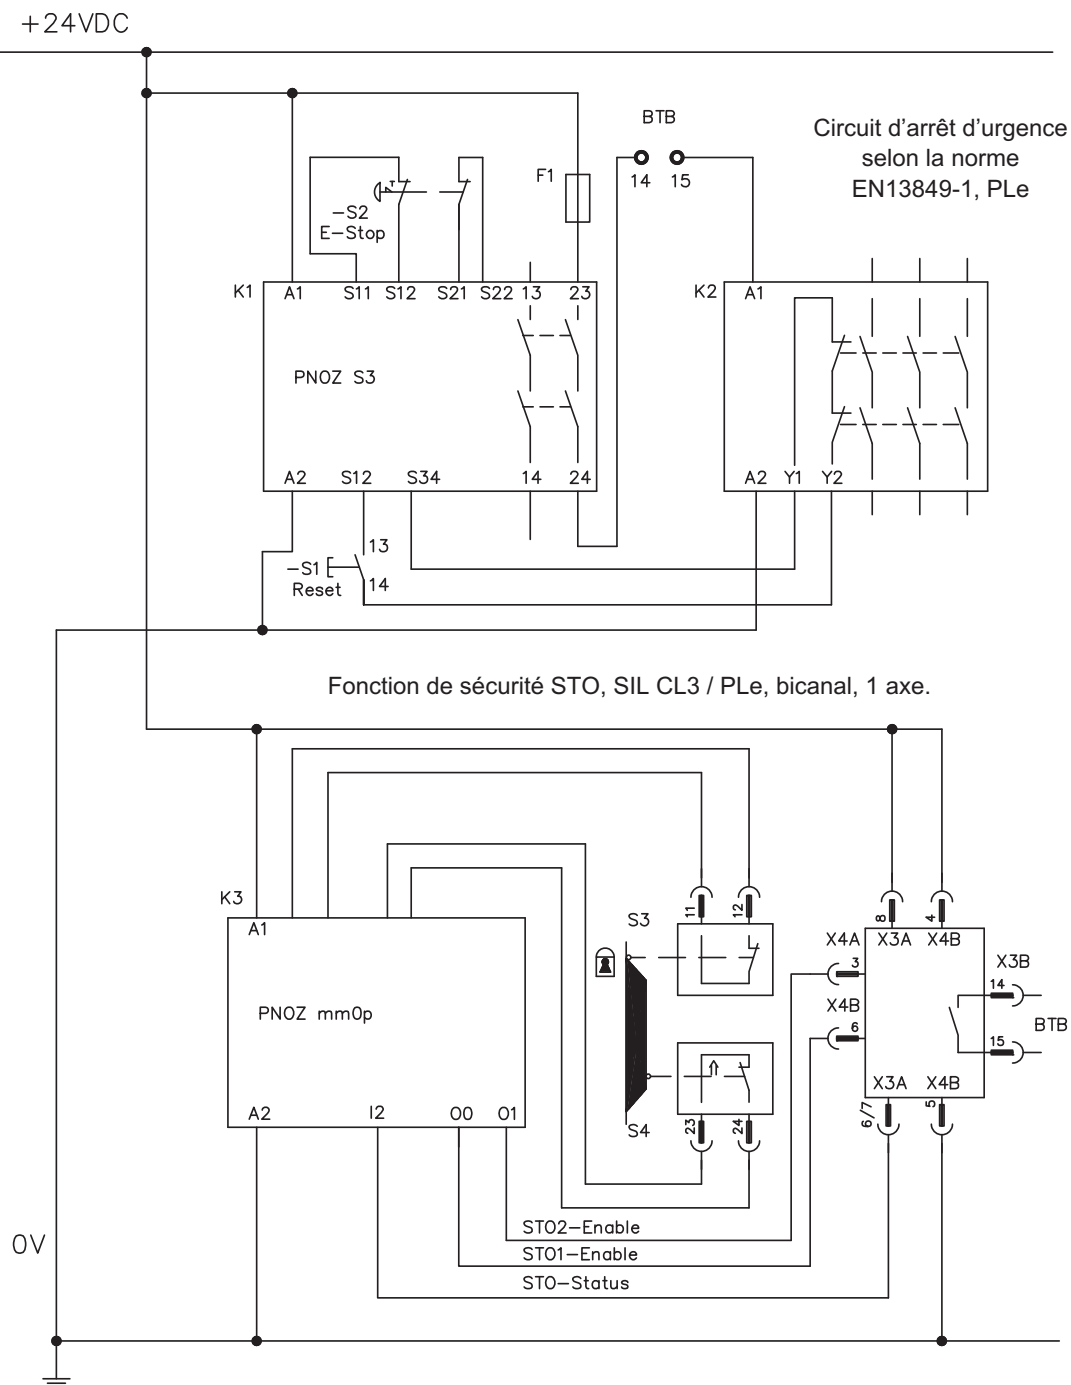 +24VDC
BTB
Circuit d'arrêt d'urgence
selon la norme
EN13849-1, PLe
F1
14 15
-S2
E-Stop
K1
A1 S11 S12 S21 S22 13 23
K2
A1
PNOZ S3
A2 S12 S34 14 24
A2 Y1 Y2
13
-S1
14
Reset
Fonction de sécurité STO, SIL CL3 / PLe, bicanal, 1 axe.
K3
A1
11 12
8 4
S3
X4A X3A X4B
3
X3B
14
PNOZ mm0p
X4B
6
BTB
15
X3A X4B
A2 I2 O0 O1
S4
23 24
6/7 5
STO2-Enable
0V
STO1-Enable
STO-Status